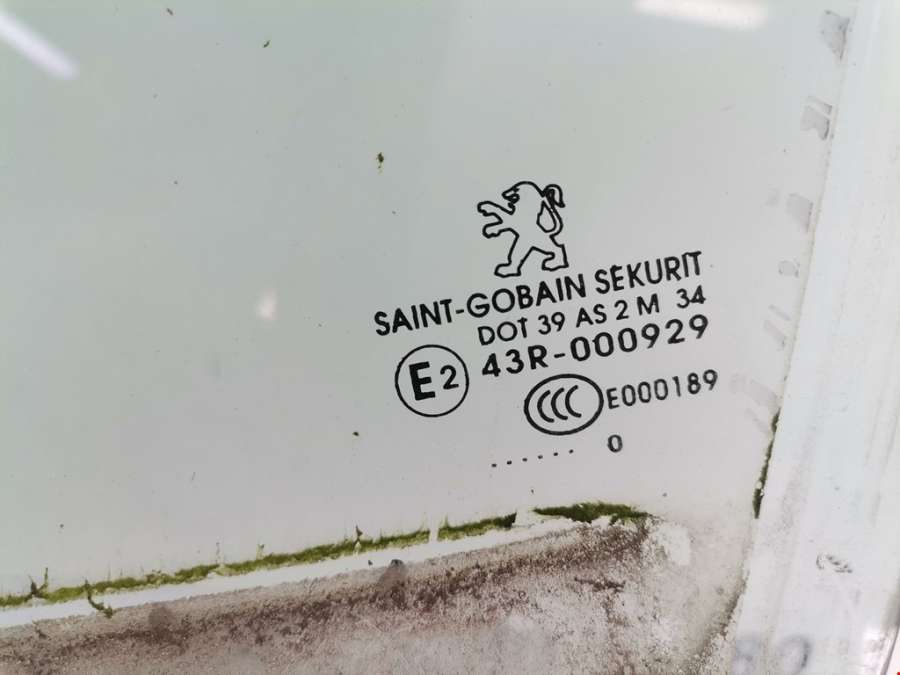 SAINT-GOBAIN SEKURIT
DOT 39 AS 2 M 34
E2 43R-000929
CCC E000189
...... 0